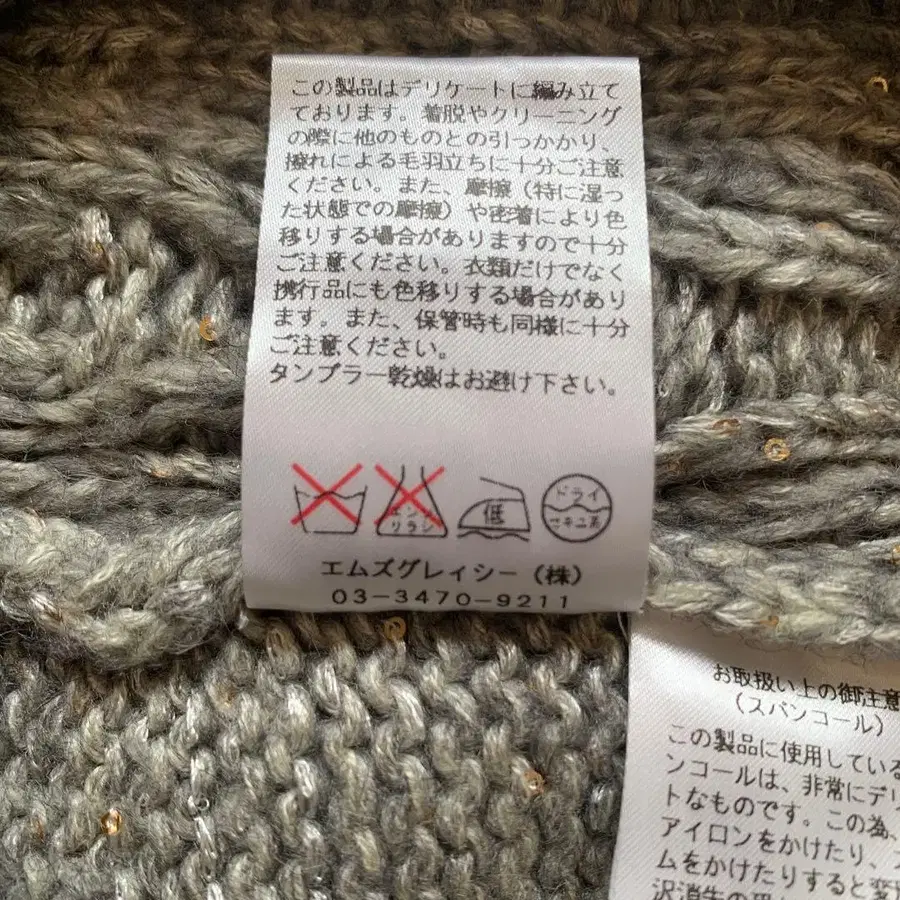 この製品はデリケートに編み立て
ております。着脱やクリーニング
の際に他のものとの引っかかり、
擦れによる毛羽立ちに十分ご注意
ください。また、摩擦（特に湿っ
た状態での摩擦）や密着により色
移りする場合がありますので十分
ご注意ください。衣類だけでなく
携行品にも色移りする場合があり
ます。また、保管時も同様に十分
ご注意ください。
タンブラー乾燥はお避け下さい。
エンソ
サラシ
低
ドライ
セキユ系
エムズグレイシー（株）
03-3470-9211
お取扱い上の御注意
（スパンコール）
この製品に使用している
ンコールは、非常にデリ
トなものです。この為、
アイロンをかけたり、
ムをかけたりすると変
沢消失の